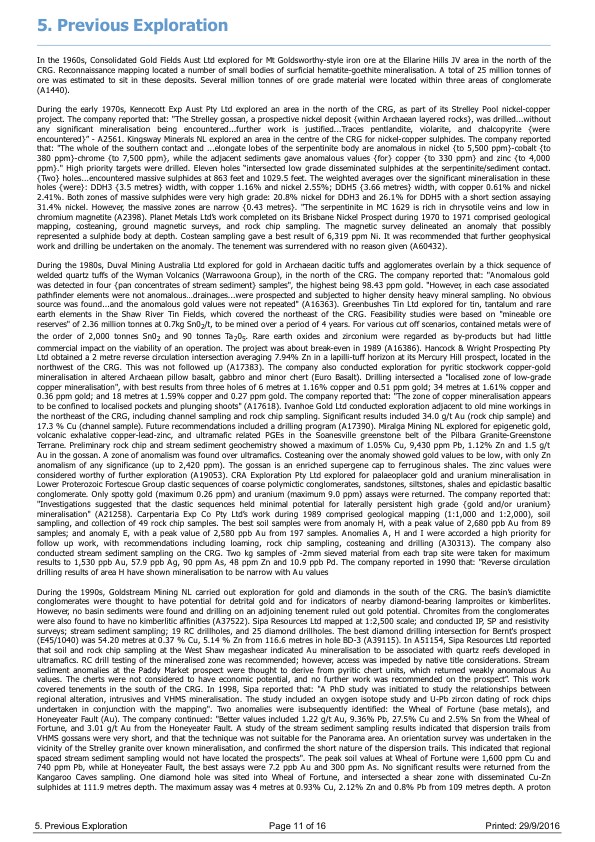 5. Previous Exploration
In the 1960s, Consolidated Gold Fields Aust Ltd explored for Mt Goldsworthy-style iron ore at the Ellarine Hills JV area in the north of the
CRG. Reconnaissance mapping located a number of small bodies of surficial hematite-goethite mineralisation. A total of 25 million tonnes of
ore was estimated to sit in these deposits. Several million tonnes of ore grade material were located within three areas of conglomerate
(A1440).
During the early 1970s, Kennecott Exp Aust Pty Ltd explored an area in the north of the CRG, as part of its Strelley Pool nickel-copper
project. The company reported that: "The Strelley gossan, a prospective nickel deposit {within Archaean layered rocks}, was drilled...without
any significant mineralisation being encountered...further work is justified...Traces pentlandite, violarite, and chalcopyrite {were
encountered}" - A2561. Kingsway Minerals NL explored an area in the centre of the CRG for nickel-copper sulphides. The company reported
that: "The whole of the southern contact and ...elongate lobes of the serpentinite body are anomalous in nickel {to 5,500 ppm}-cobalt {to
380 ppm}-chrome {to 7,500 ppm}, while the adjacent sediments gave anomalous values {for} copper {to 330 ppm} and zinc {to 4,000
ppm}." High priority targets were drilled. Eleven holes "intersected low grade disseminated sulphides at the serpentinite/sediment contact.
{Two} holes...encountered massive sulphides at 863 feet and 1029.5 feet. The weighted averages over the significant mineralisation in these
holes {were}: DDH3 {3.5 metres} width, with copper 1.16% and nickel 2.55%; DDH5 {3.66 metres} width, with copper 0.61% and nickel
2.41%. Both zones of massive sulphides were very high grade: 20.8% nickel for DDH3 and 26.1% for DDH5 with a short section assaying
31.4% nickel. However, the massive zones are narrow {0.43 metres}. "The serpentinite in MC 1629 is rich in chrysotile veins and low in
chromium magnetite (A2398). Planet Metals Ltd's work completed on its Brisbane Nickel Prospect during 1970 to 1971 comprised geological
mapping, costeaning, ground magnetic surveys, and rock chip sampling. The magnetic survey delineated an anomaly that possibly
represented a sulphide body at depth. Costean sampling gave a best result of 6,319 ppm Ni. It was recommended that further geophysical
work and drilling be undertaken on the anomaly. The tenement was surrendered with no reason given (A60432).
During the 1980s, Duval Mining Australia Ltd explored for gold in Archaean dacitic tuffs and agglomerates overlain by a thick sequence of
welded quartz tuffs of the Wyman Volcanics (Warrawoona Group), in the north of the CRG. The company reported that: "Anomalous gold
was detected in four {pan concentrates of stream sediment} samples", the highest being 98.43 ppm gold. "However, in each case associated
pathfinder elements were not anomalous...drainages...were prospected and subjected to higher density heavy mineral sampling. No obvious
source was found...and the anomalous gold values were not repeated" (A16363). Greenbushes Tin Ltd explored for tin, tantalum and rare
earth elements in the Shaw River Tin Fields, which covered the northeast of the CRG. Feasibility studies were based on "mineable ore
reserves" of 2.36 million tonnes at 0.7kg Sn0₂/t, to be mined over a period of 4 years. For various cut off scenarios, contained metals were of
the order of 2,000 tonnes Sn0₂ and 90 tonnes Ta₂0₅. Rare earth oxides and zirconium were regarded as by-products but had little
commercial impact on the viability of an operation. The project was about break-even in 1989 (A16386). Hancock & Wright Prospecting Pty
Ltd obtained a 2 metre reverse circulation intersection averaging 7.94% Zn in a lapilli-tuff horizon at its Mercury Hill prospect, located in the
northwest of the CRG. This was not followed up (A17383). The company also conducted exploration for pyritic stockwork copper-gold
mineralisation in altered Archaean pillow basalt, gabbro and minor chert (Euro Basalt). Drilling intersected a "localised zone of low-grade
copper mineralisation", with best results from three holes of 6 metres at 1.16% copper and 0.51 ppm gold; 34 metres at 1.61% copper and
0.36 ppm gold; and 18 metres at 1.59% copper and 0.27 ppm gold. The company reported that: "The zone of copper mineralisation appears
to be confined to localised pockets and plunging shoots" (A17618). Ivanhoe Gold Ltd conducted exploration adjacent to old mine workings in
the northeast of the CRG, including channel sampling and rock chip sampling. Significant results included 34.0 g/t Au (rock chip sample) and
17.3 % Cu (channel sample). Future recommendations included a drilling program (A17390). Miralga Mining NL explored for epigenetic gold,
volcanic exhalative copper-lead-zinc, and ultramafic related PGEs in the Soanesville greenstone belt of the Pilbara Granite-Greenstone
Terrane. Preliminary rock chip and stream sediment geochemistry showed a maximum of 1.05% Cu, 9,430 ppm Pb, 1.12% Zn and 1.5 g/t
Au in the gossan. A zone of anomalism was found over ultramafics. Costeaning over the anomaly showed gold values to be low, with only Zn
anomalism of any significance (up to 2,420 ppm). The gossan is an enriched supergene cap to ferruginous shales. The zinc values were
considered worthy of further exploration (A19053). CRA Exploration Pty Ltd explored for palaeoplacer gold and uranium mineralisation in
Lower Proterozoic Fortescue Group clastic sequences of coarse polymictic conglomerates, sandstones, siltstones, shales and epiclastic basaltic
conglomerate. Only spotty gold (maximum 0.26 ppm) and uranium (maximum 9.0 ppm) assays were returned. The company reported that:
"Investigations suggested that the clastic sequences held minimal potential for laterally persistent high grade {gold and/or uranium}
mineralisation" (A21258). Carpentaria Exp Co Pty Ltd's work during 1989 comprised geological mapping (1:1,000 and 1:2,000), soil
sampling, and collection of 49 rock chip samples. The best soil samples were from anomaly H, with a peak value of 2,680 ppb Au from 89
samples; and anomaly E, with a peak value of 2,580 ppb Au from 197 samples. Anomalies A, H and I were accorded a high priority for
follow up work, with recommendations including loaming, rock chip sampling, costeaning and drilling (A30313). The company also
conducted stream sediment sampling on the CRG. Two kg samples of -2mm sieved material from each trap site were taken for maximum
results to 1,530 ppb Au, 57.9 ppb Ag, 90 ppm As, 48 ppm Zn and 10.9 ppb Pd. The company reported in 1990 that: "Reverse circulation
drilling results of area H have shown mineralisation to be narrow with Au values
During the 1990s, Goldstream Mining NL carried out exploration for gold and diamonds in the south of the CRG. The basin's diamictite
conglomerates were thought to have potential for detrital gold and for indicators of nearby diamond-bearing lamproites or kimberlites.
However, no basin sediments were found and drilling on an adjoining tenement ruled out gold potential. Chromites from the conglomerates
were also found to have no kimberlitic affinities (A37522). Sipa Resources Ltd mapped at 1:2,500 scale; and conducted IP, SP and resistivity
surveys; stream sediment sampling; 19 RC drillholes, and 25 diamond drillholes. The best diamond drilling intersection for Bernt's prospect
(E45/1040) was 54.20 metres at 0.37 % Cu, 5.14 % Zn from 116.6 metres in hole BD-3 (A39115). In A51154, Sipa Resources Ltd reported
that soil and rock chip sampling at the West Shaw megashear indicated Au mineralisation to be associated with quartz reefs developed in
ultramafics. RC drill testing of the mineralised zone was recommended; however, access was impeded by native title considerations. Stream
sediment anomalies at the Paddy Market prospect were thought to derive from pyritic chert units, which returned weakly anomalous Au
values. The cherts were not considered to have economic potential, and no further work was recommended on the prospect". This work
covered tenements in the south of the CRG. In 1998, Sipa reported that: "A PhD study was initiated to study the relationships between
regional alteration, intrusives and VHMS mineralisation. The study included an oxygen isotope study and U-Pb zircon dating of rock chips
undertaken in conjunction with the mapping". Two anomalies were isubsequently identified: the Wheel of Fortune (base metals), and
Honeyeater Fault (Au). The company continued: "Better values included 1.22 g/t Au, 9.36% Pb, 27.5% Cu and 2.5% Sn from the Wheel of
Fortune, and 3.01 g/t Au from the Honeyeater Fault. A study of the stream sediment sampling results indicated that dispersion trails from
VHMS gossans were very short, and that the technique was not suitable for the Panorama area. An orientation survey was undertaken in the
vicinity of the Strelley granite over known mineralisation, and confirmed the short nature of the dispersion trails. This indicated that regional
spaced stream sediment sampling would not have located the prospects". The peak soil values at Wheel of Fortune were 1,600 ppm Cu and
740 ppm Pb, while at Honeyeater Fault, the best assays were 7.2 ppb Au and 300 ppm As. No significant results were returned from the
Kangaroo Caves sampling. One diamond hole was sited into Wheel of Fortune, and intersected a shear zone with disseminated Cu-Zn
sulphides at 111.9 metres depth. The maximum assay was 4 metres at 0.93% Cu, 2.12% Zn and 0.8% Pb from 109 metres depth. A proton
5. Previous Exploration
Page 11 of 16
Printed: 29/9/2016